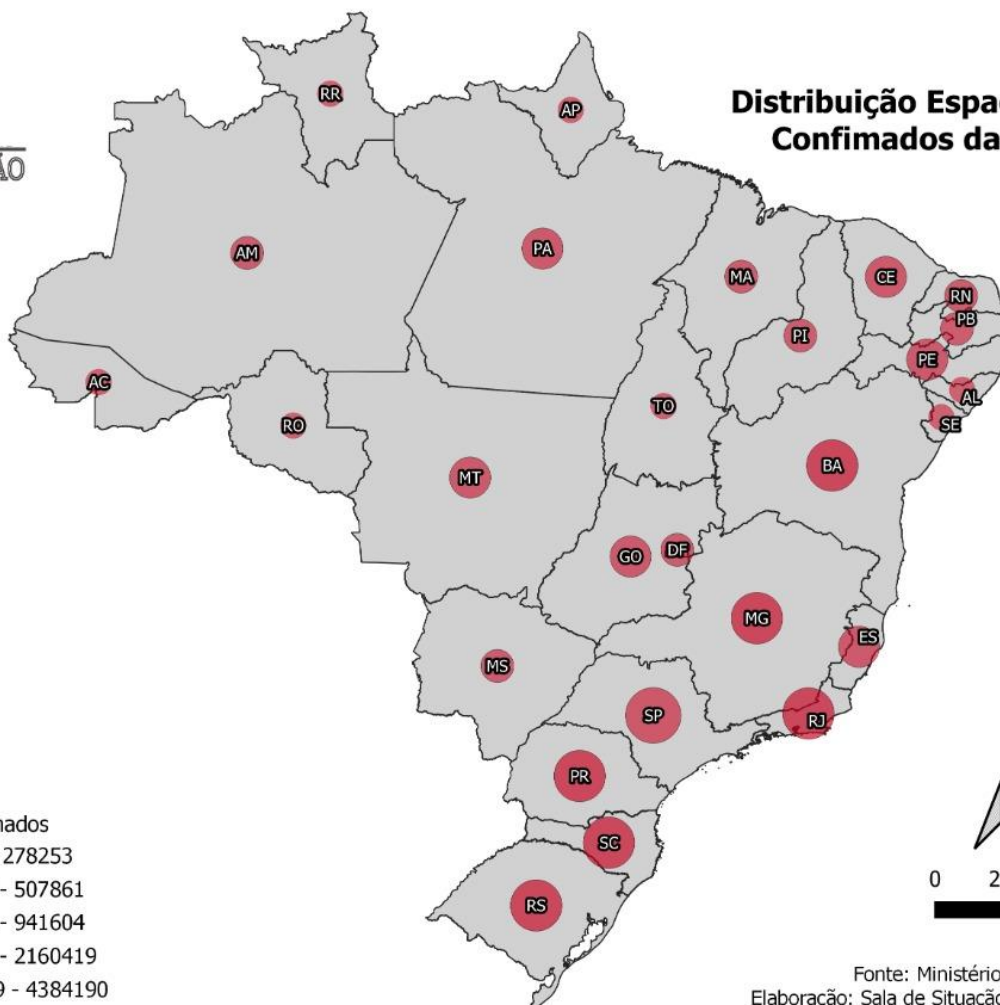 Distribuição Espa
Confimados da
ÃO
RR
AP
AM
PA
MA
CE
RN
PB
PI
PE
AC
TO
AL
RO
SE
BA
MT
GO
DF
MG
ES
MS
SP
RJ
PR
SC
RS
nados
278253
- 507861
- 941604
- 2160419
9 - 4384190
0 2
Fonte: Ministério
Elaboração: Sala de Situação